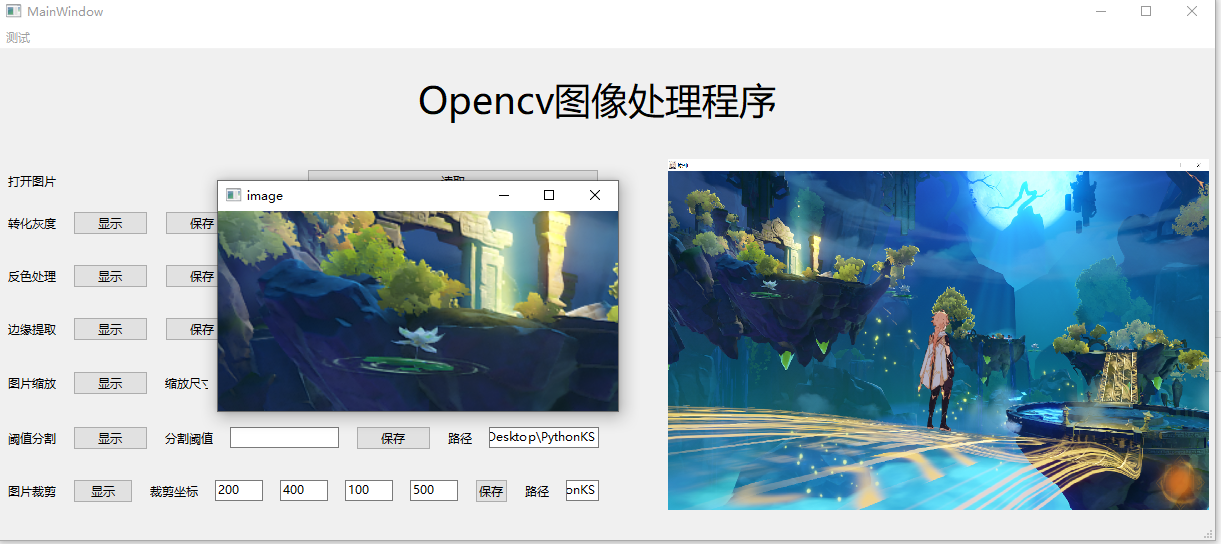 MainWindow
测试
Opencv图像处理程序
打开图片
image
转化灰度 显示 保存
反色处理 显示 保存
边缘提取 显示 保存
图片缩放 显示 缩放尺寸
阈值分割 显示 分割阈值 保存 路径 Desktop\PythonKS
图片裁剪 显示 裁剪坐标 200 400 100 500 保存 路径 onKS